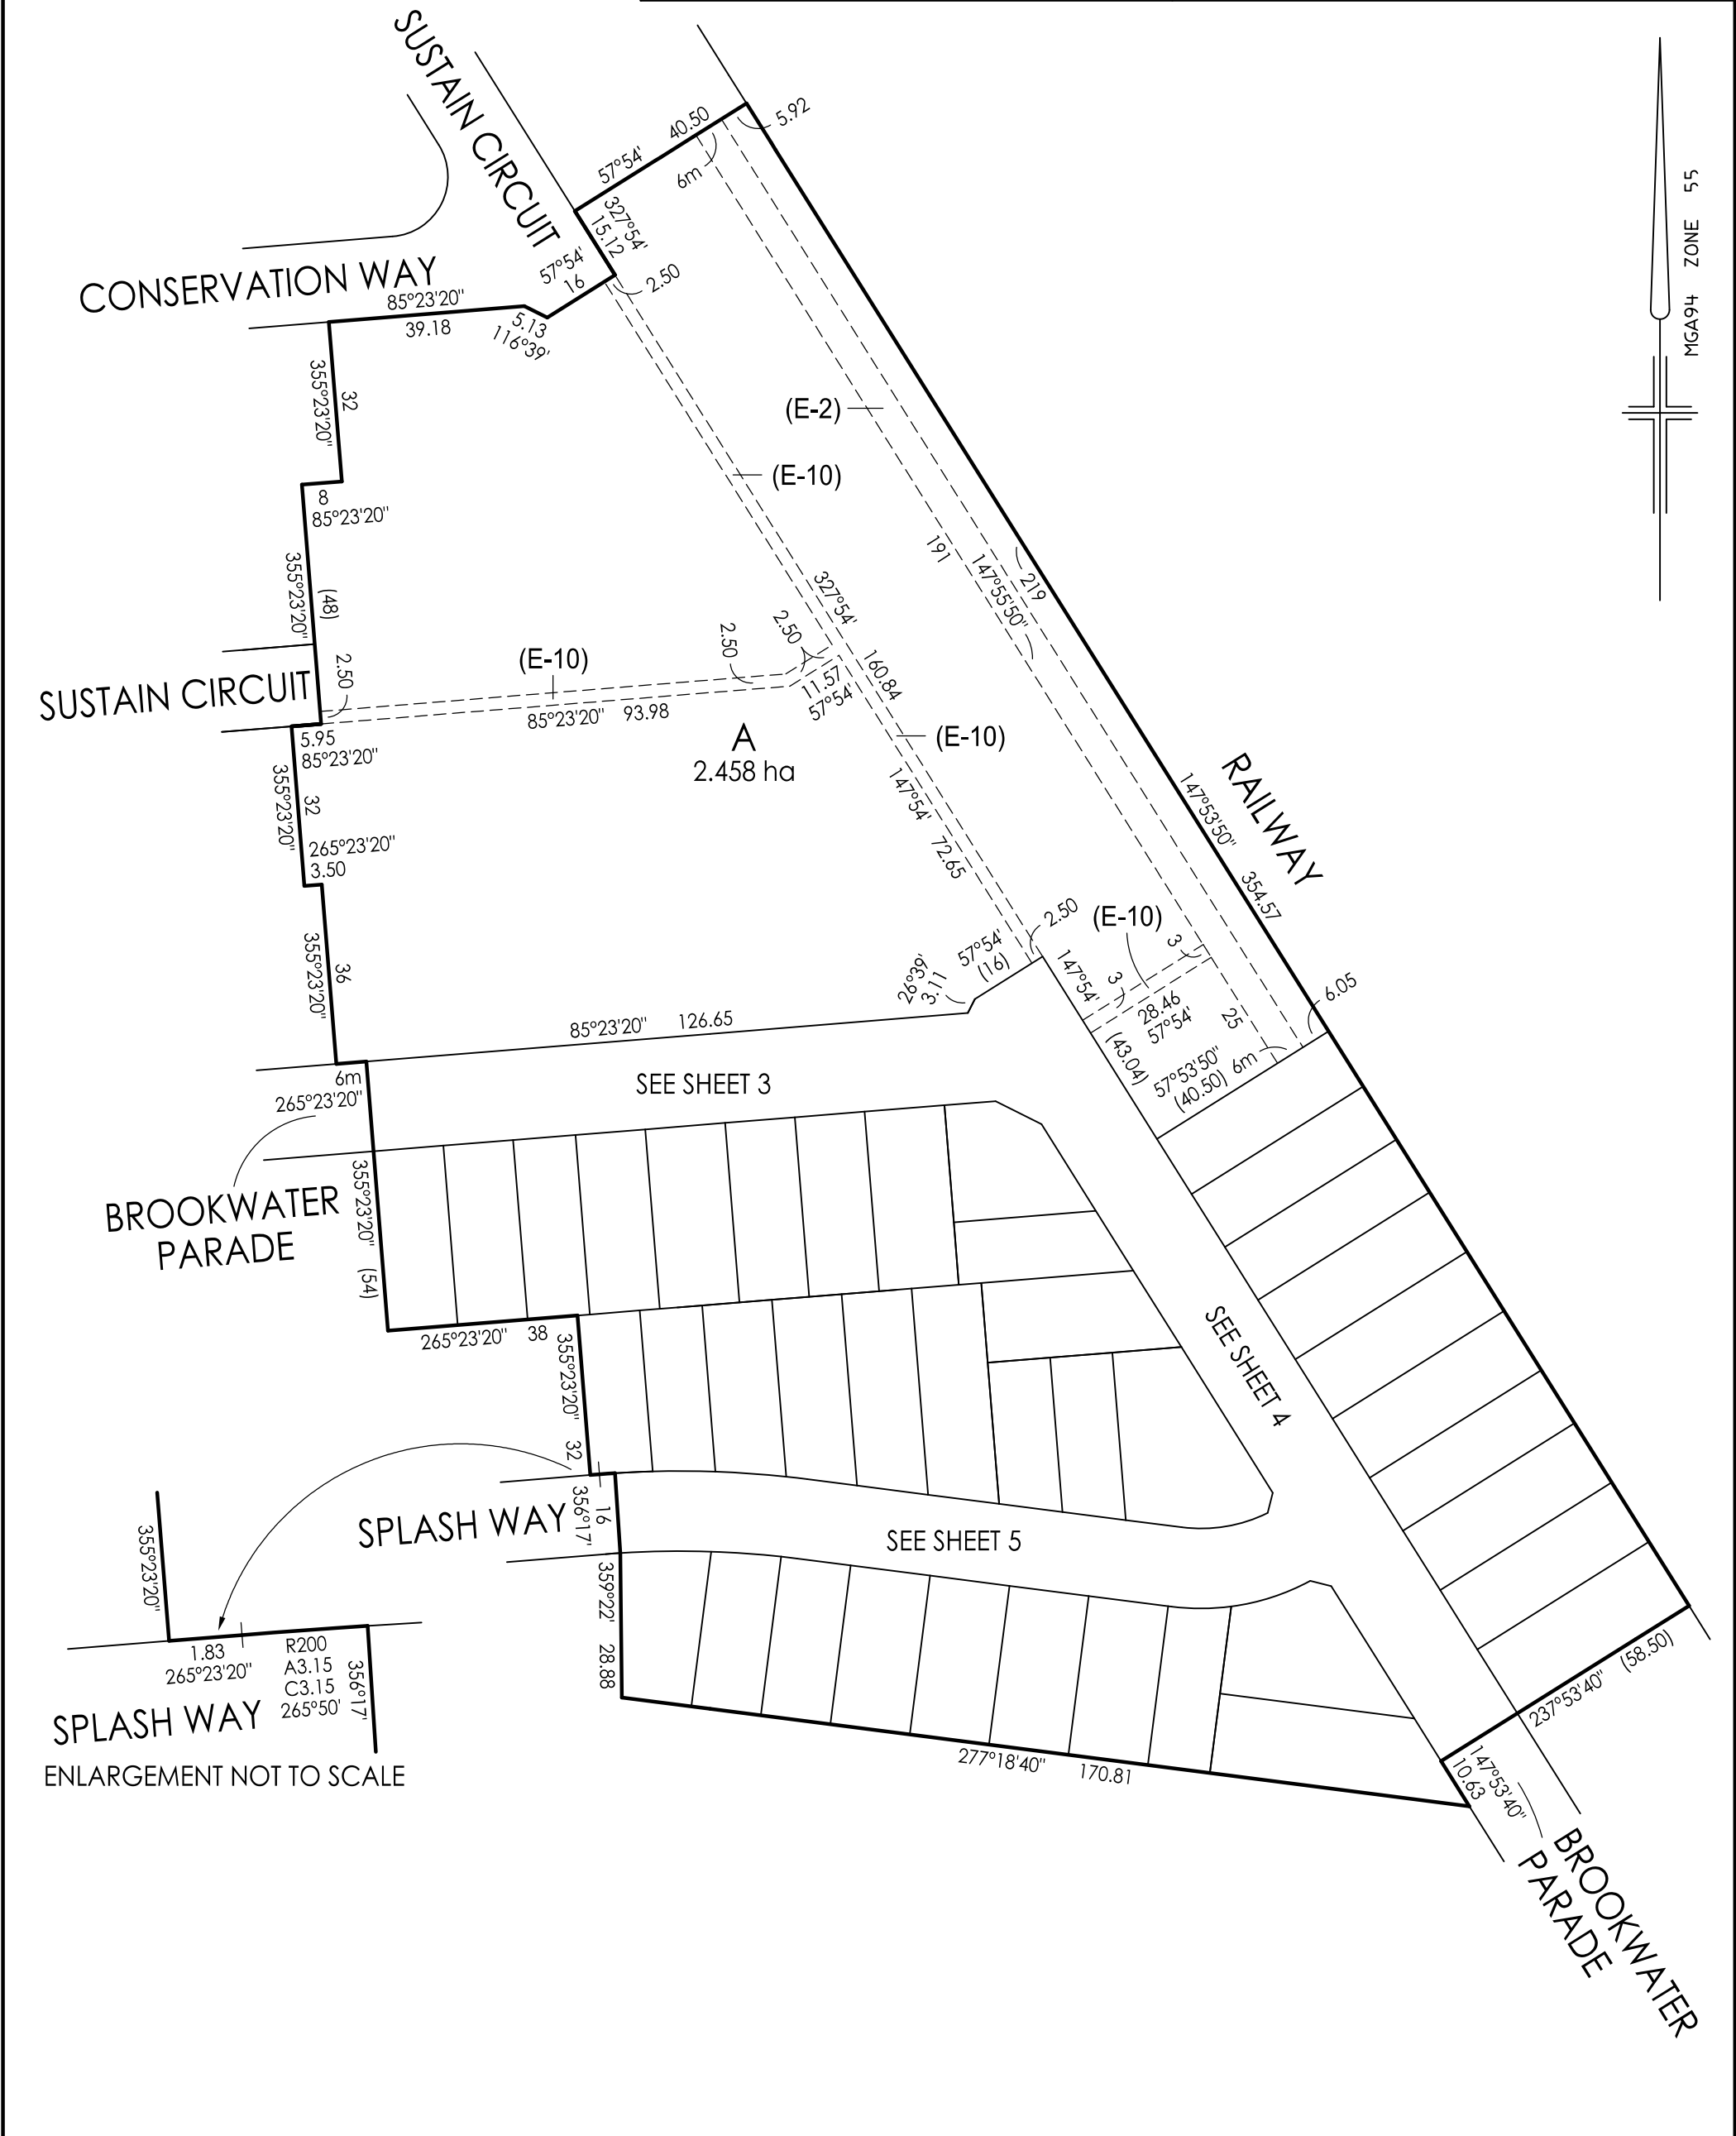 SUSTAIN CIRCUIT
40.50
5.92
57°54'
6m
327°54'
15.12
57°54'
16
2.50
MGA94 ZONE 55
CONSERVATION WAY
85°23'20"
39.18
5.13
116°39'
355°23'20"
32
(E-2)
(E-10)
8
85°23'20"
355°23'20"
(48)
191
147°55'50"
219
327°54'
2.50
2.50
160.84
SUSTAIN CIRCUIT
2.50
(E-10)
11.57
57°54'
85°23'20" 93.98
A
2.458 ha
(E-10)
5.95
85°23'20"
355°23'20"
32
147°54'
72.65
RAILWAY
147°53'50"
354.57
265°23'20"
3.50
355°23'20"
36
26°39'
3.11
57°54'
(16)
2.50
(E-10)
147°54'
3
3
28.46
57°54'
25
6.05
(43.04)
57°53'50"
(40.50)
6m
85°23'20" 126.65
SEE SHEET 3
6m
265°23'20"
BROOKWATER
PARADE
355°23'20" (54)
265°23'20" 38
355°23'20" 32
SEE SHEET 4
SPLASH WAY
356°17'
16
SEE SHEET 5
359°22' 28.88
355°23'20"
1.83
265°23'20"
R200
A3.15
C3.15
265°50'
356°17'
SPLASH WAY
ENLARGEMENT NOT TO SCALE
277°18'40" 170.81
237°53'40" (58.50)
147°53'40"
10.63
BROOKWATER
PARADE